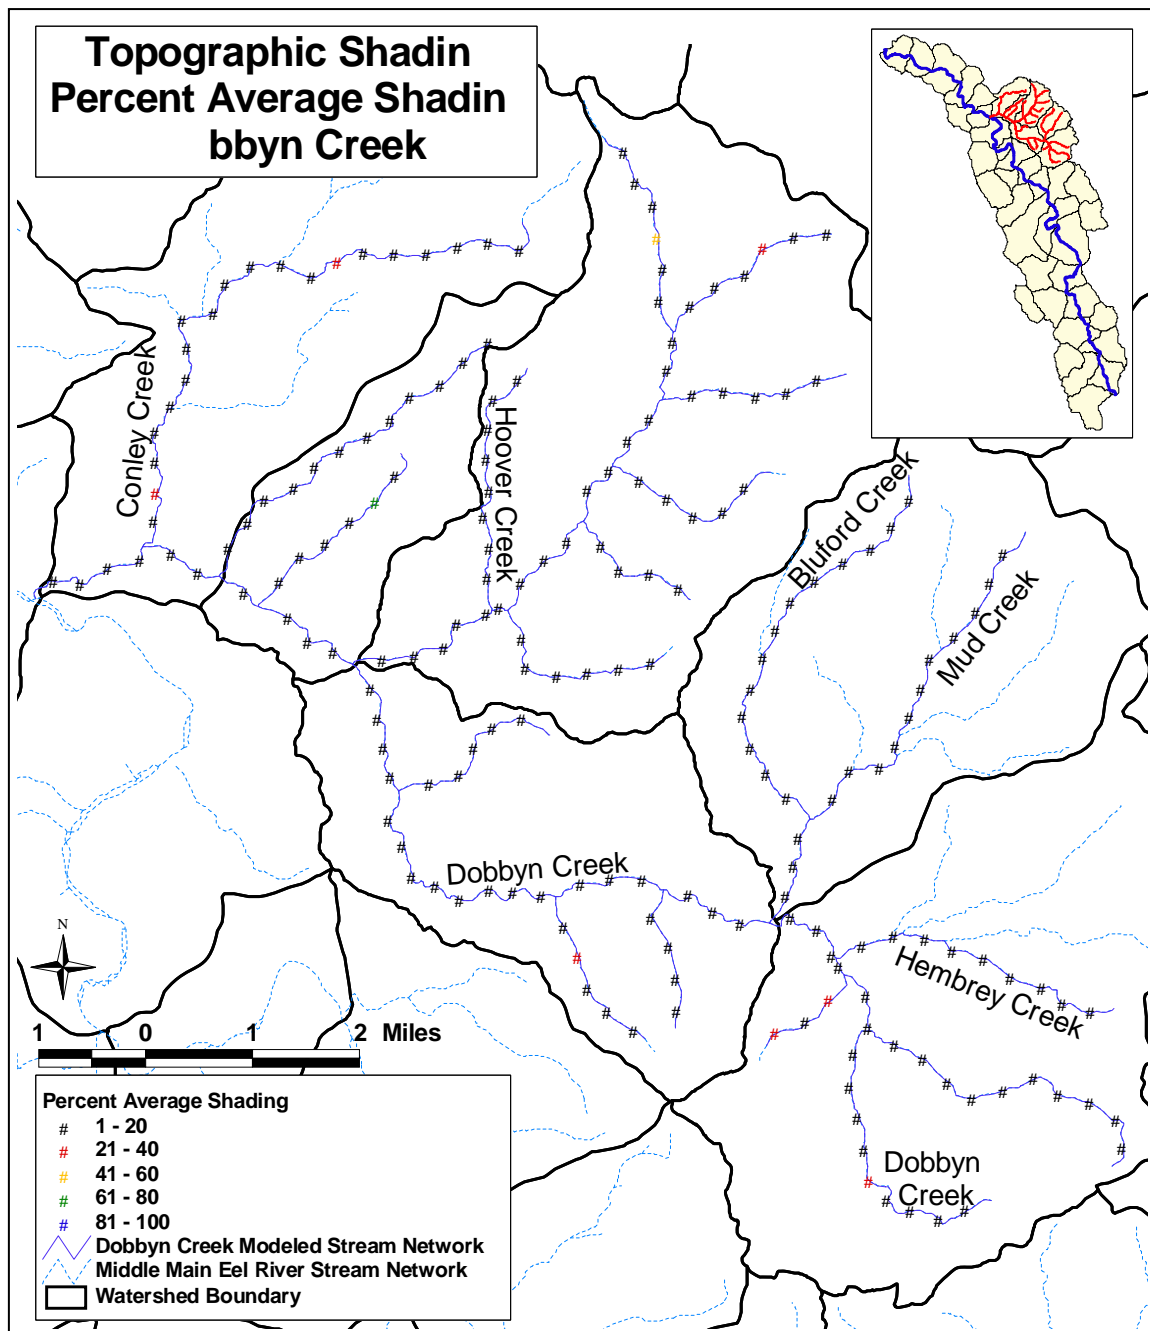 Topographic Shadin
Percent Average Shadin
bbyn Creek
Conley Creek
Hoover Creek
Bluford Creek
Mud Creek
Dobbyn Creek
Hembrey Creek
Dobbyn
Creek
N
1 0 1 2 Miles
Percent Average Shading
# 1 - 20
# 21 - 40
# 41 - 60
# 61 - 80
# 81 - 100
Dobbyn Creek Modeled Stream Network
Middle Main Eel River Stream Network
Watershed Boundary